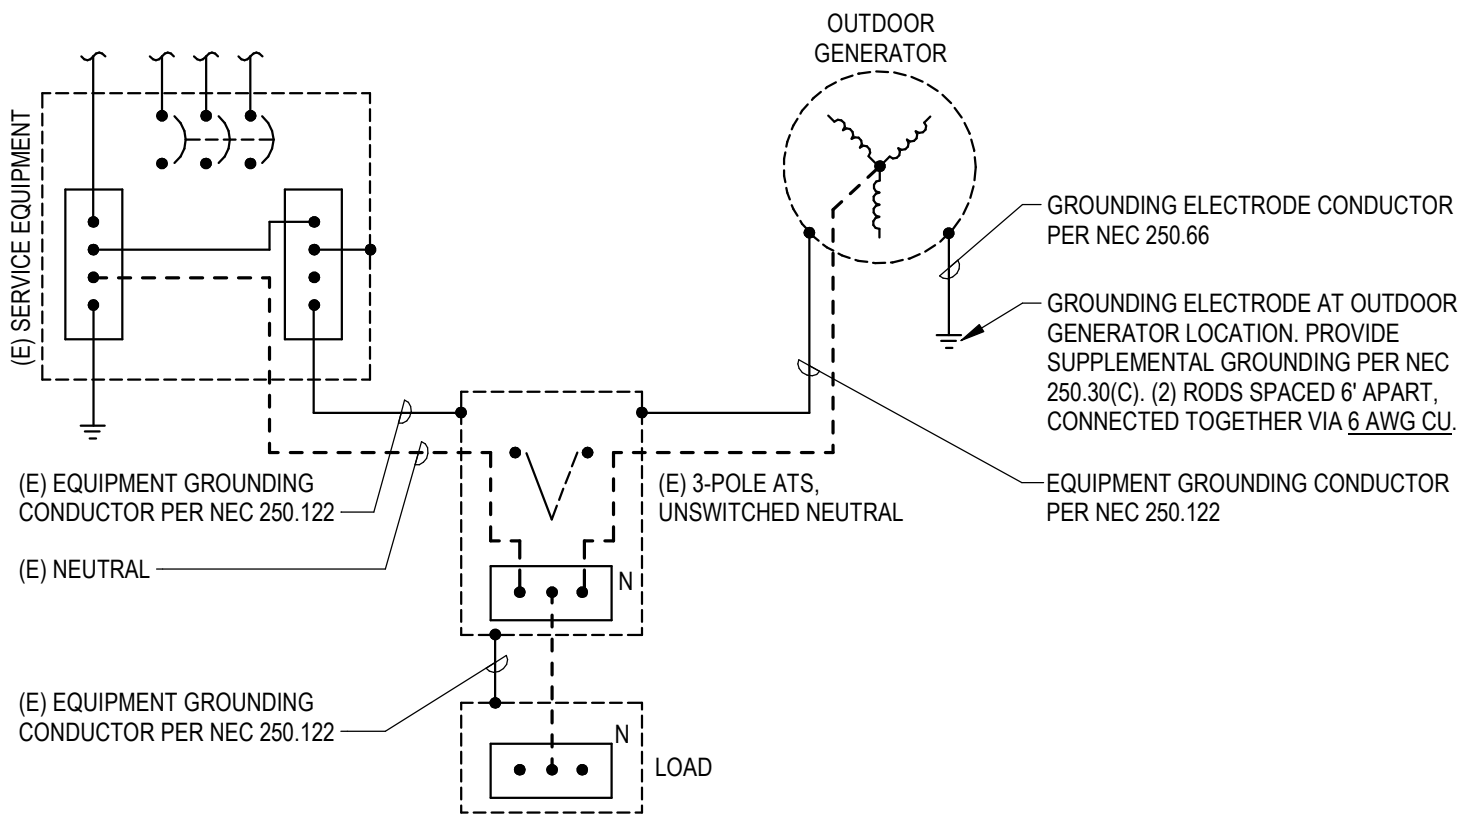 OUTDOOR
GENERATOR
(E) SERVICE EQUIPMENT
GROUNDING ELECTRODE CONDUCTOR
PER NEC 250.66
GROUNDING ELECTRODE AT OUTDOOR
GENERATOR LOCATION. PROVIDE
SUPPLEMENTAL GROUNDING PER NEC
250.30(C). (2) RODS SPACED 6' APART,
CONNECTED TOGETHER VIA 6 AWG CU.
(E) EQUIPMENT GROUNDING
CONDUCTOR PER NEC 250.122
(E) 3-POLE ATS,
UNSWITCHED NEUTRAL
EQUIPMENT GROUNDING CONDUCTOR
PER NEC 250.122
(E) NEUTRAL
N
(E) EQUIPMENT GROUNDING
CONDUCTOR PER NEC 250.122
N
LOAD